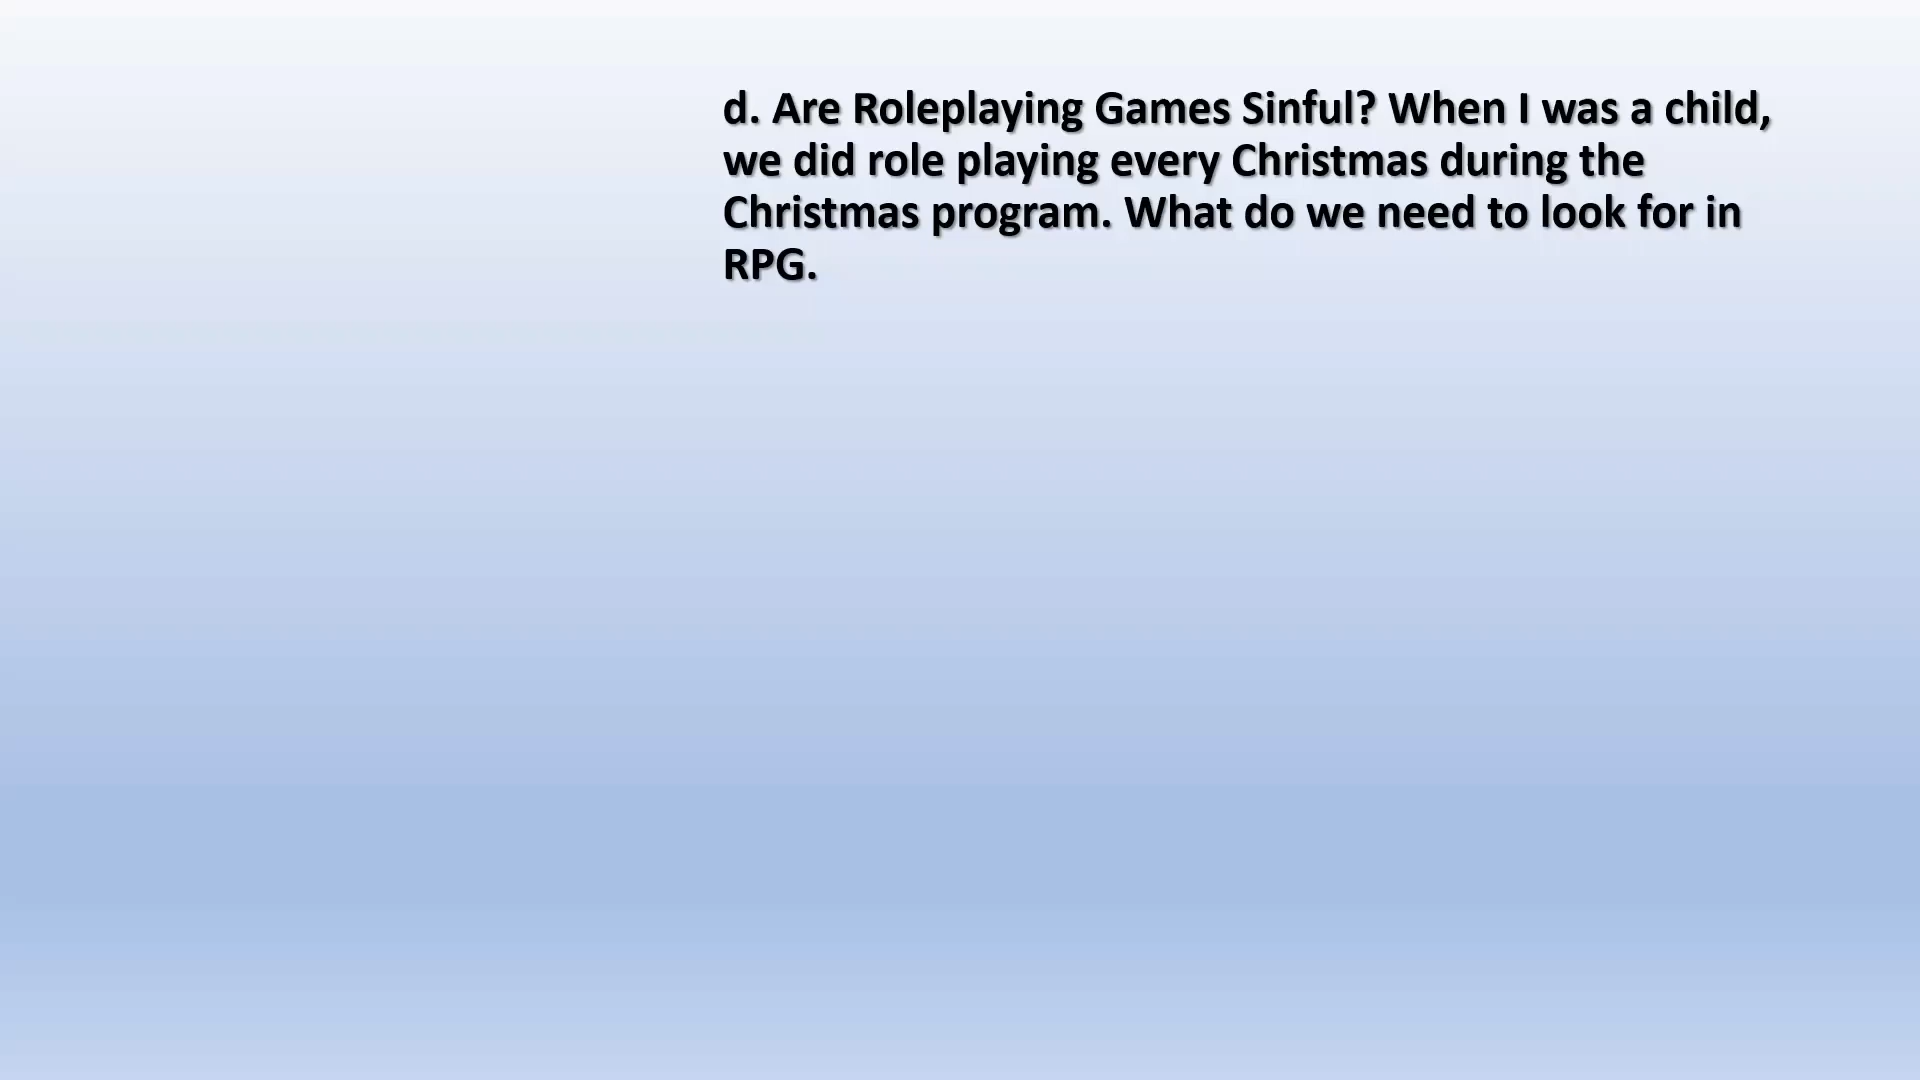 d. Are Roleplaying Games Sinful? When I was a child,
we did role playing every Christmas during the
Christmas program. What do we need to look for in
RPG.